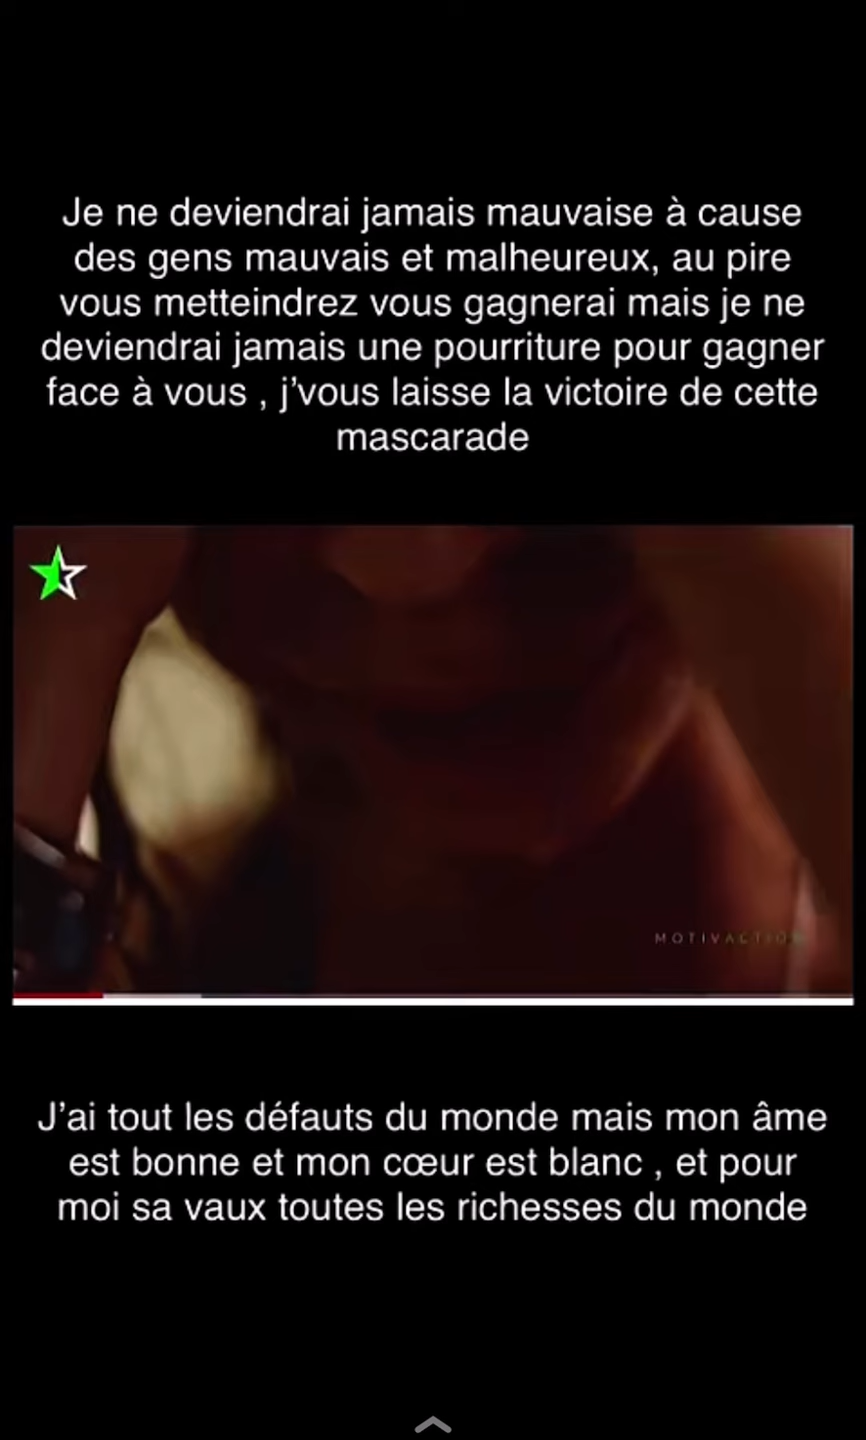 Je ne deviendrai jamais mauvaise à cause
des gens mauvais et malheureux, au pire
vous metteindrez vous gagnerai mais je ne
deviendrai jamais une pourriture pour gagner
face à vous , j’vous laisse la victoire de cette
mascarade
MOTIVACTION
J’ai tout les défauts du monde mais mon âme
est bonne et mon cœur est blanc , et pour
moi sa vaux toutes les richesses du monde